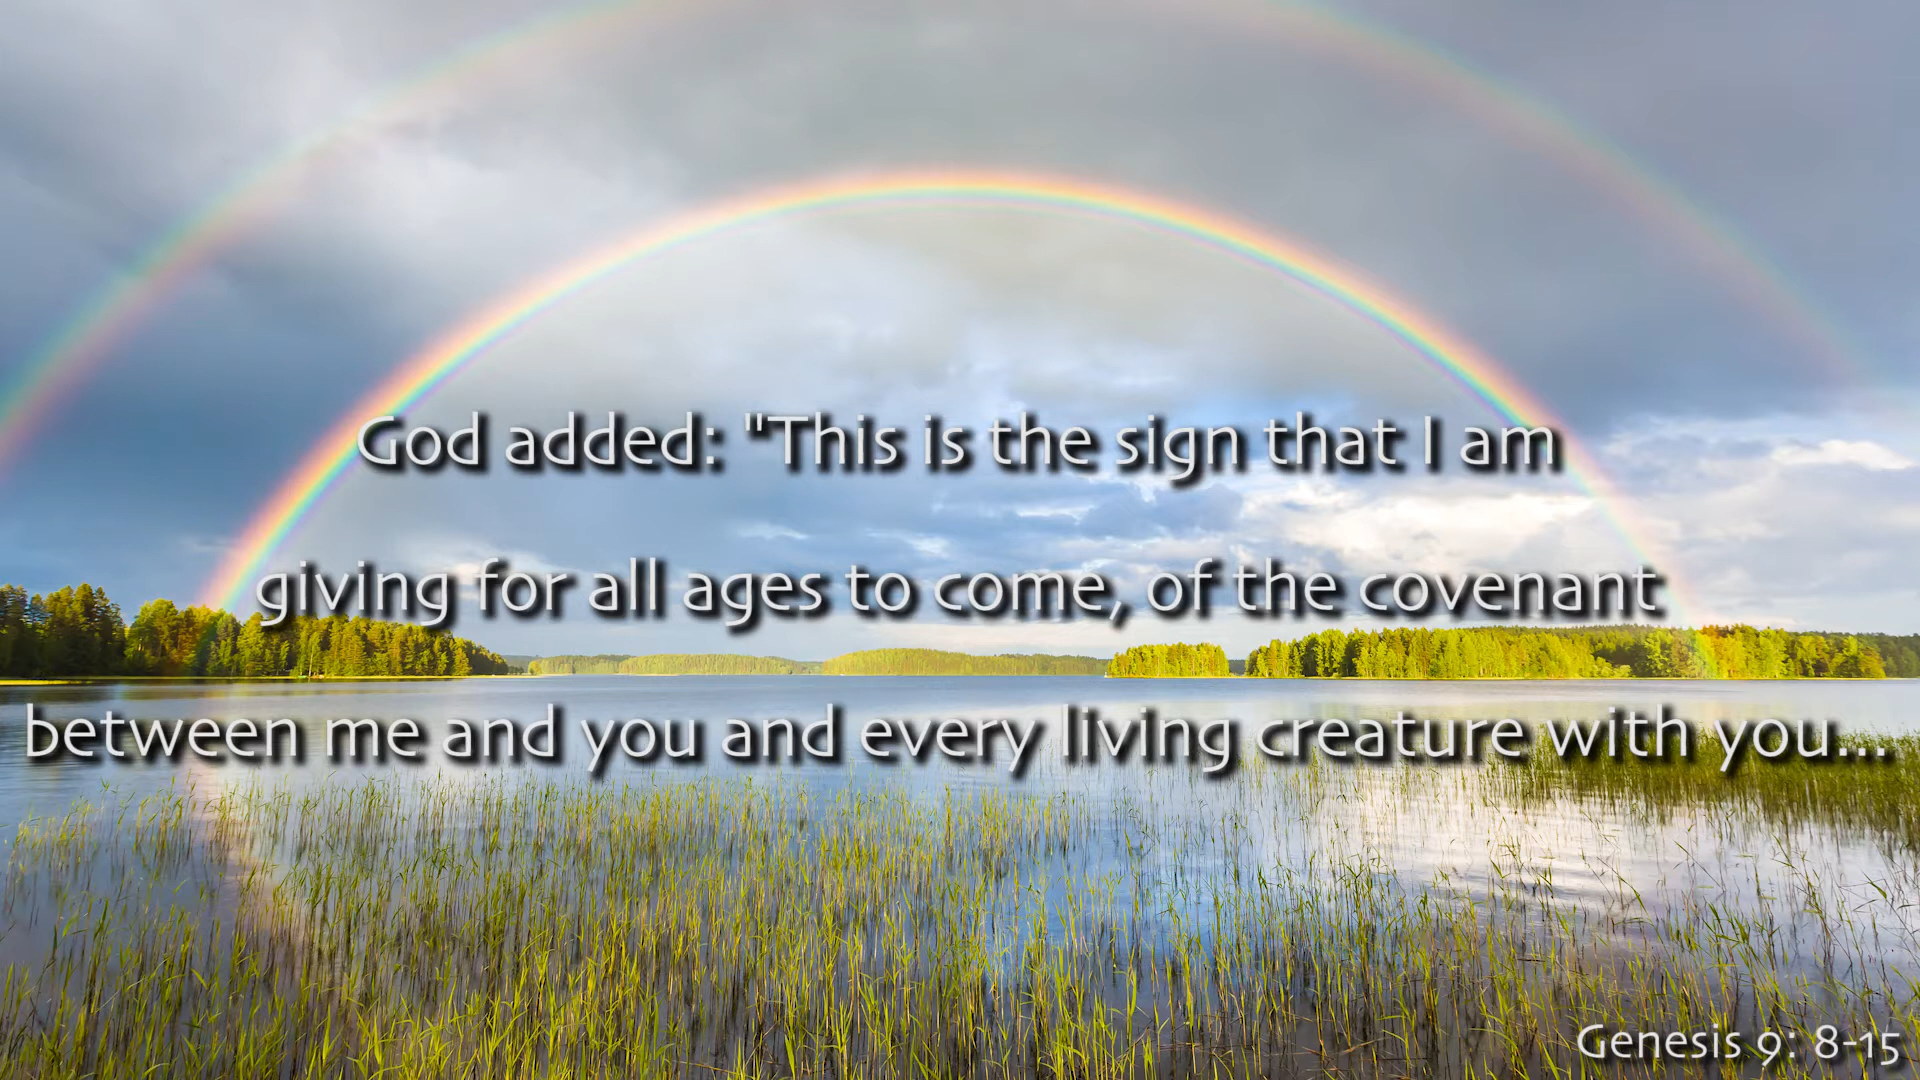 God added: "This is the sign that I am
giving for all ages to come, of the covenant
between me and you and every living creature with you...
Genesis 9: 8-15